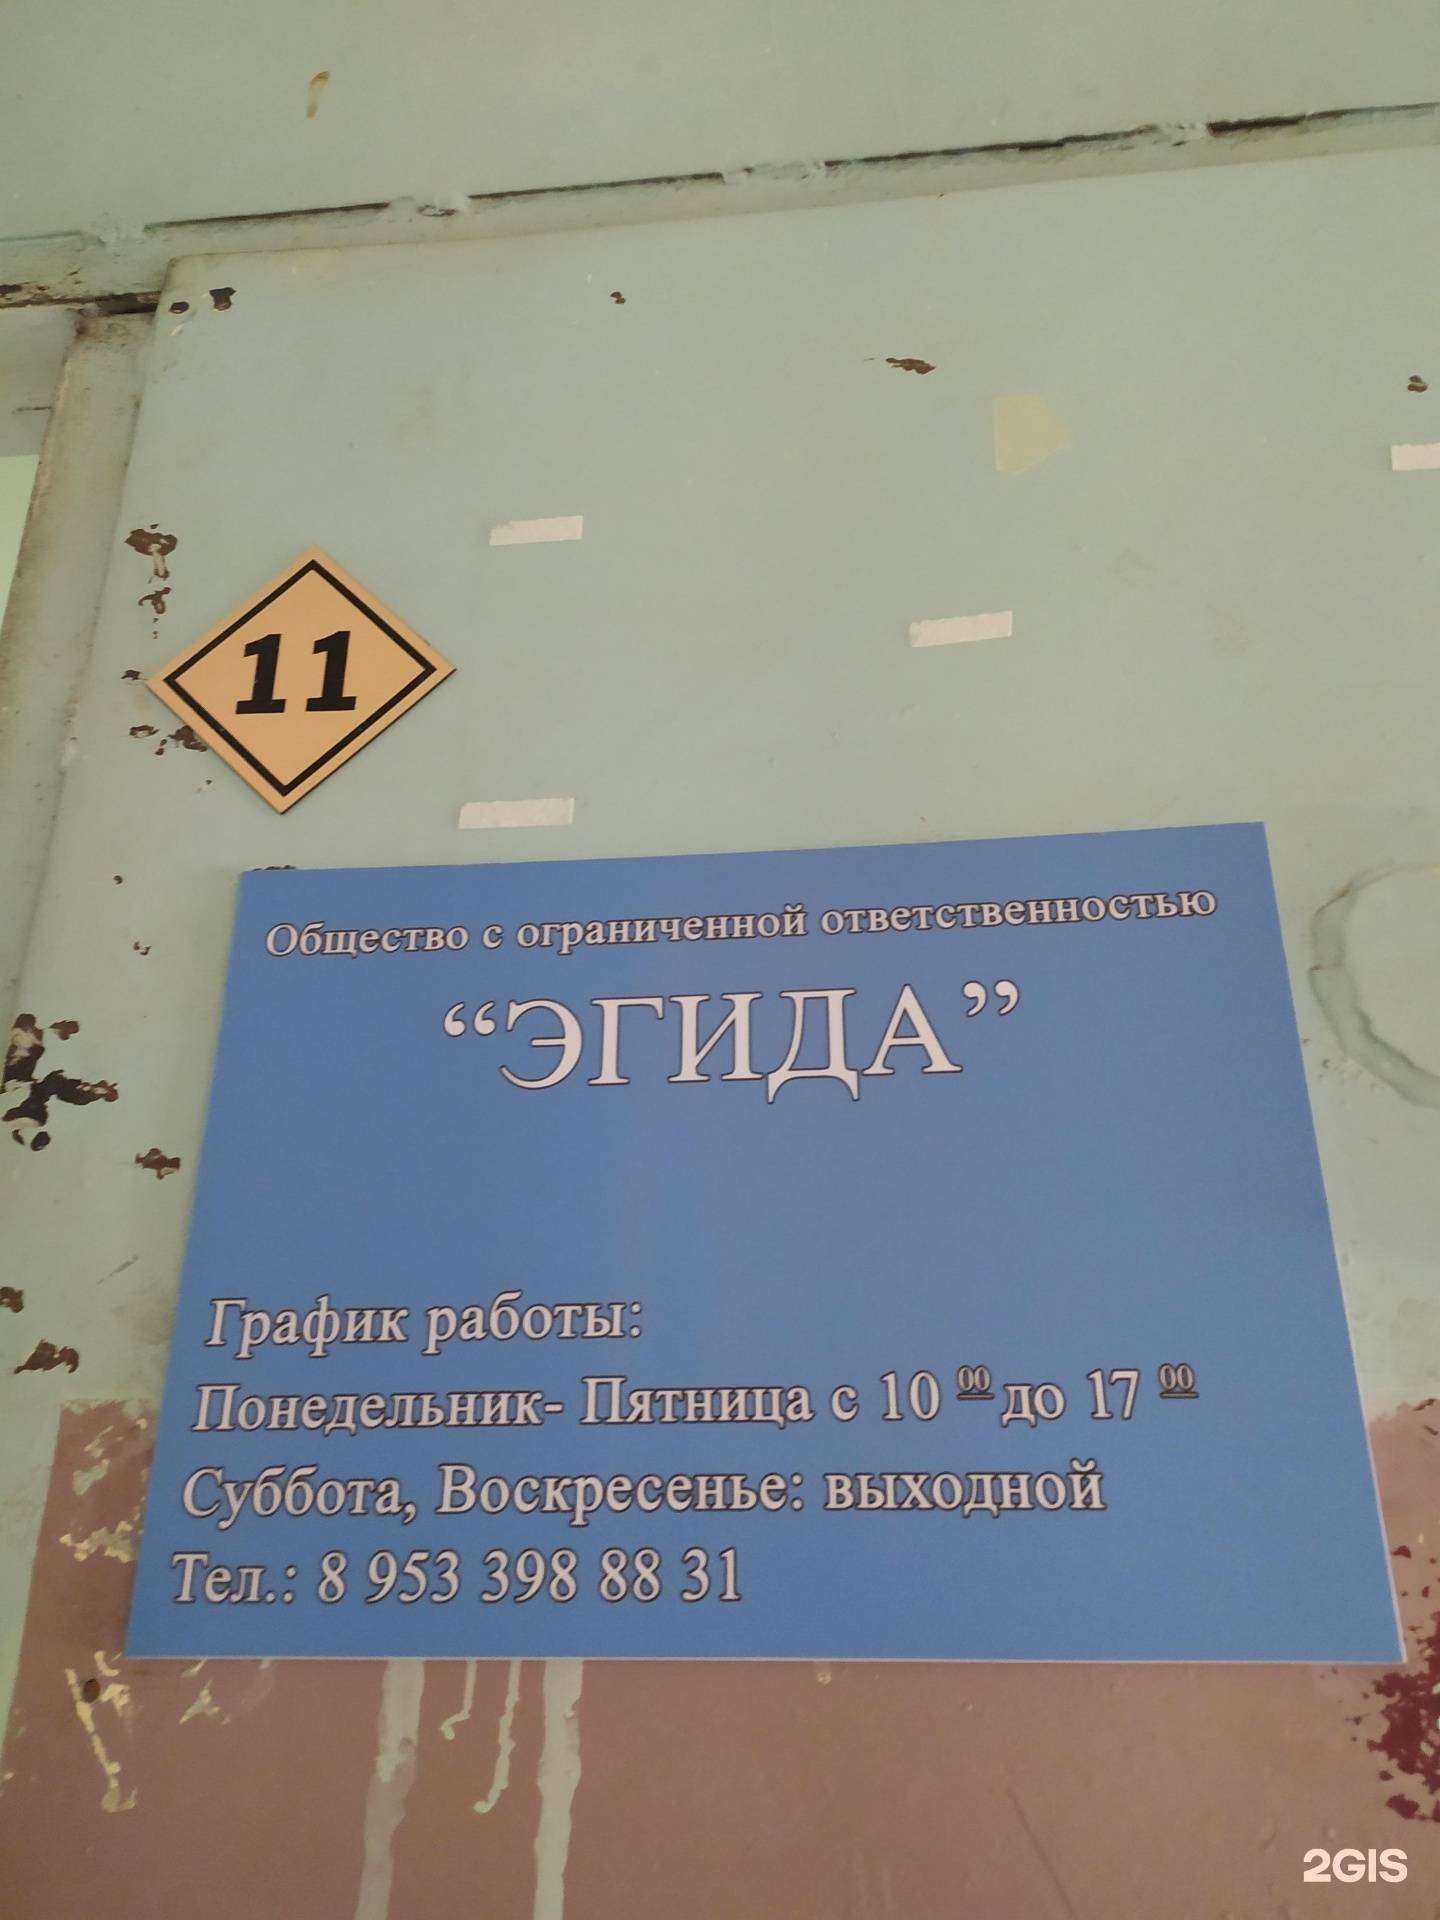 11
Общество с ограниченной ответственностью
“ЭГИДА”
График работы:
Понедельник- Пятница с 10 00 до 17 00
Суббота, Воскресенье: выходной
Тел.: 8 953 398 88 31
2GIS